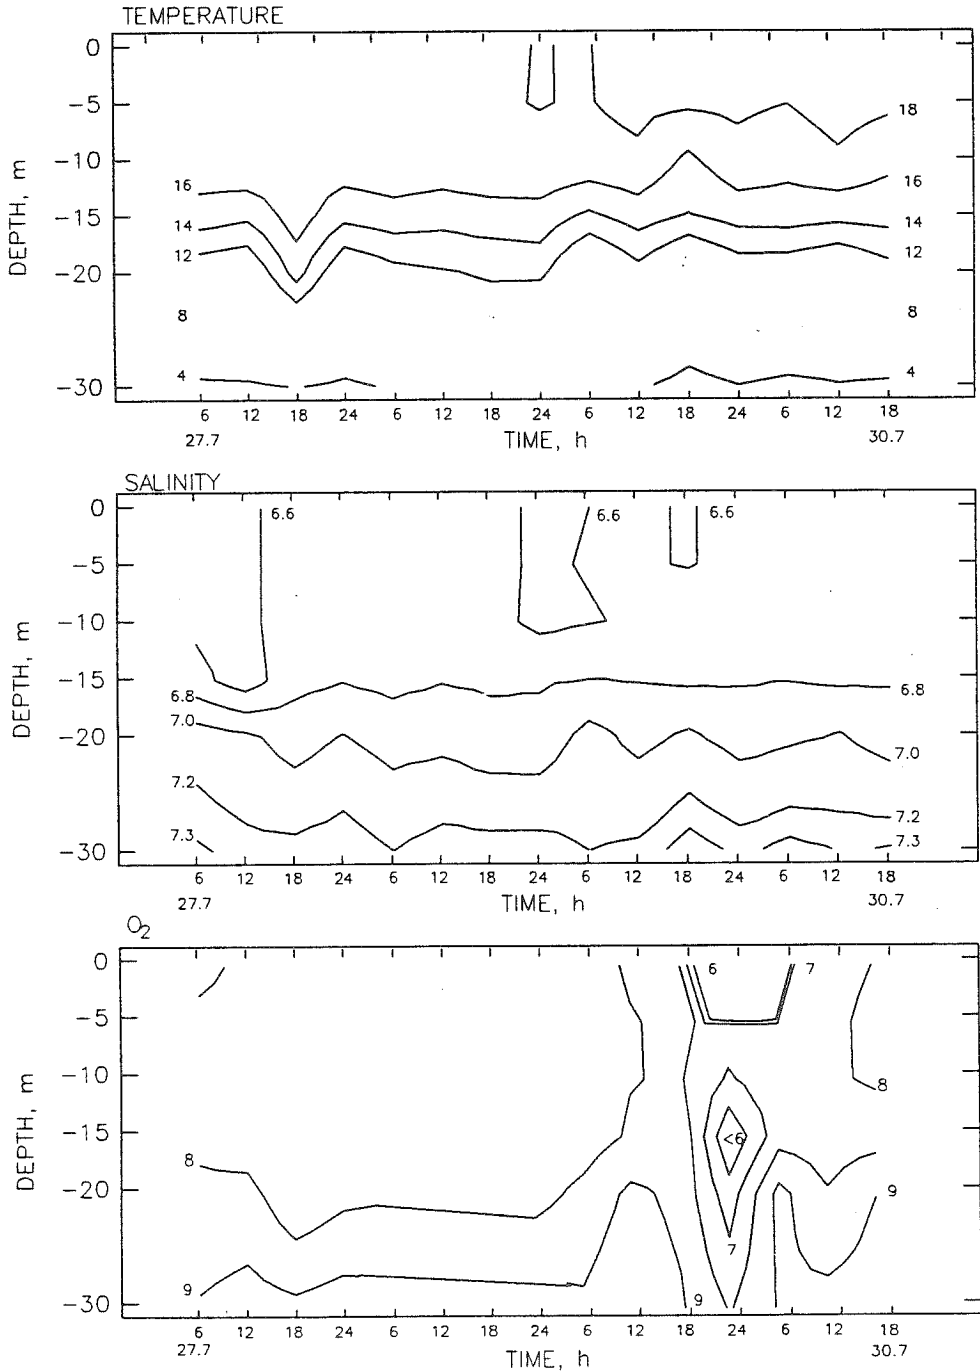 TEMPERATURE
0
-5
18
-10
16 16
-15
14 14
12 12
-20
8 8
4 4
-30
6 12 18 24 6 12 18 24 6 12 18 24 6 12 18
27.7 TIME, h 30.7
DEPTH, m
SALINITY
0 6.6 6.6 6.6
-5
-10
-15
6.8 6.8
7.0 7.0
-20
7.2 7.2
-25
7.3 7.3
-30
6 12 18 24 6 12 18 24 6 12 18 24 6 12 18
27.7 TIME, h 30.7
DEPTH, m
O2
0 6 7
-5
-10 8
-15 <6
8
-20 9
7
-25
9 9
-30
6 12 18 24 6 12 18 24 6 12 18 24 6 12 18
27.7 TIME, h 30.7
DEPTH, m